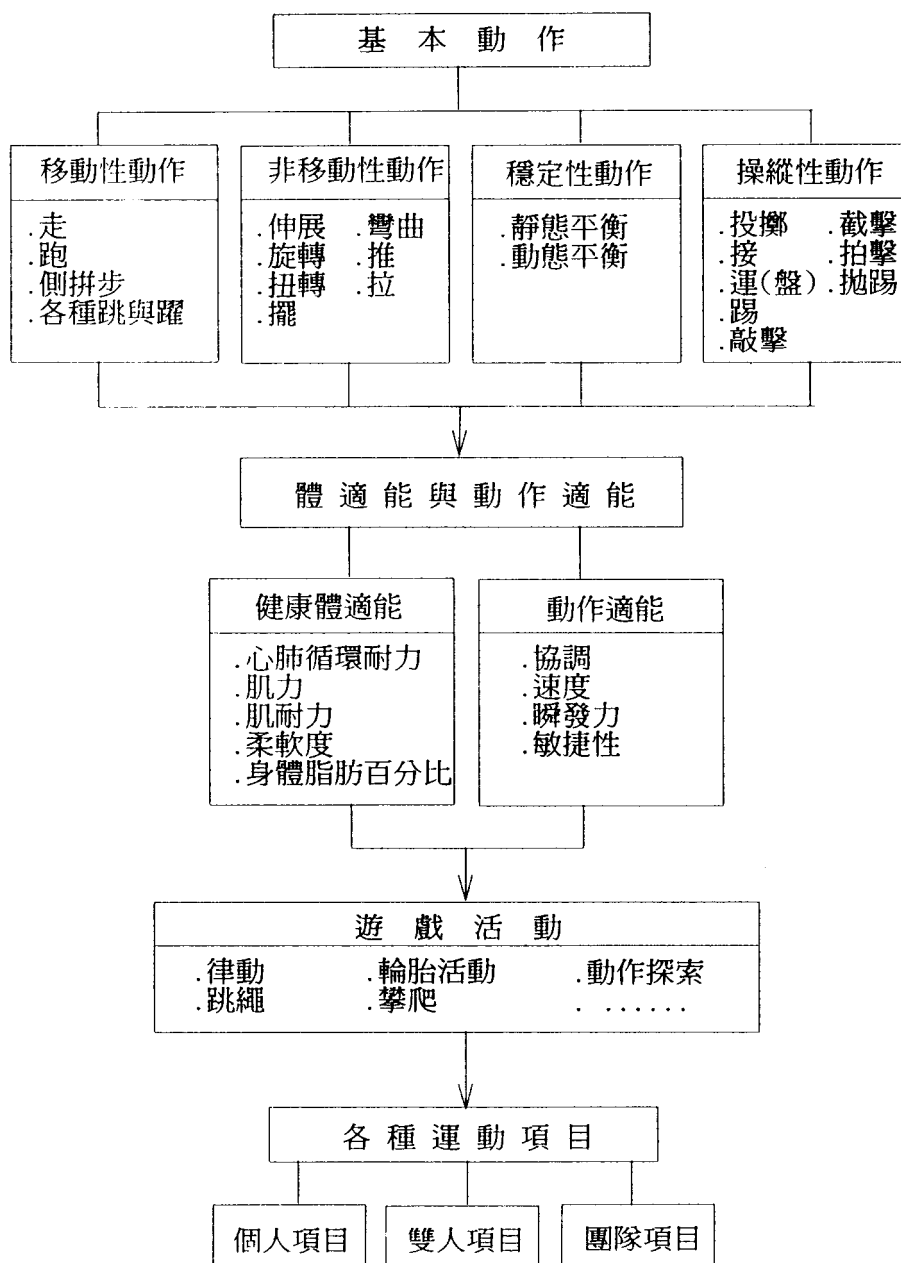 基本動作
移動性動作
.走
.跑
.側拼步
.各種跳與躍
非移動性動作
.伸展 .彎曲
.旋轉 .推
.扭轉 .拉
.擺
穩定性動作
.靜態平衡
.動態平衡
操縱性動作
.投擲 .截擊
.接 .拍擊
.運(盤) .拋踢
.踢
.敲擊
體適能與動作適能
健康體適能
.心肺循環耐力
.肌力
.肌耐力
.柔軟度
.身體脂肪百分比
動作適能
.協調
.速度
.瞬發力
.敏捷性
遊戲活動
.律動 .輪胎活動 .動作探索
.跳繩 .攀爬 . ......
各種運動項目
個人項目 雙人項目 團隊項目